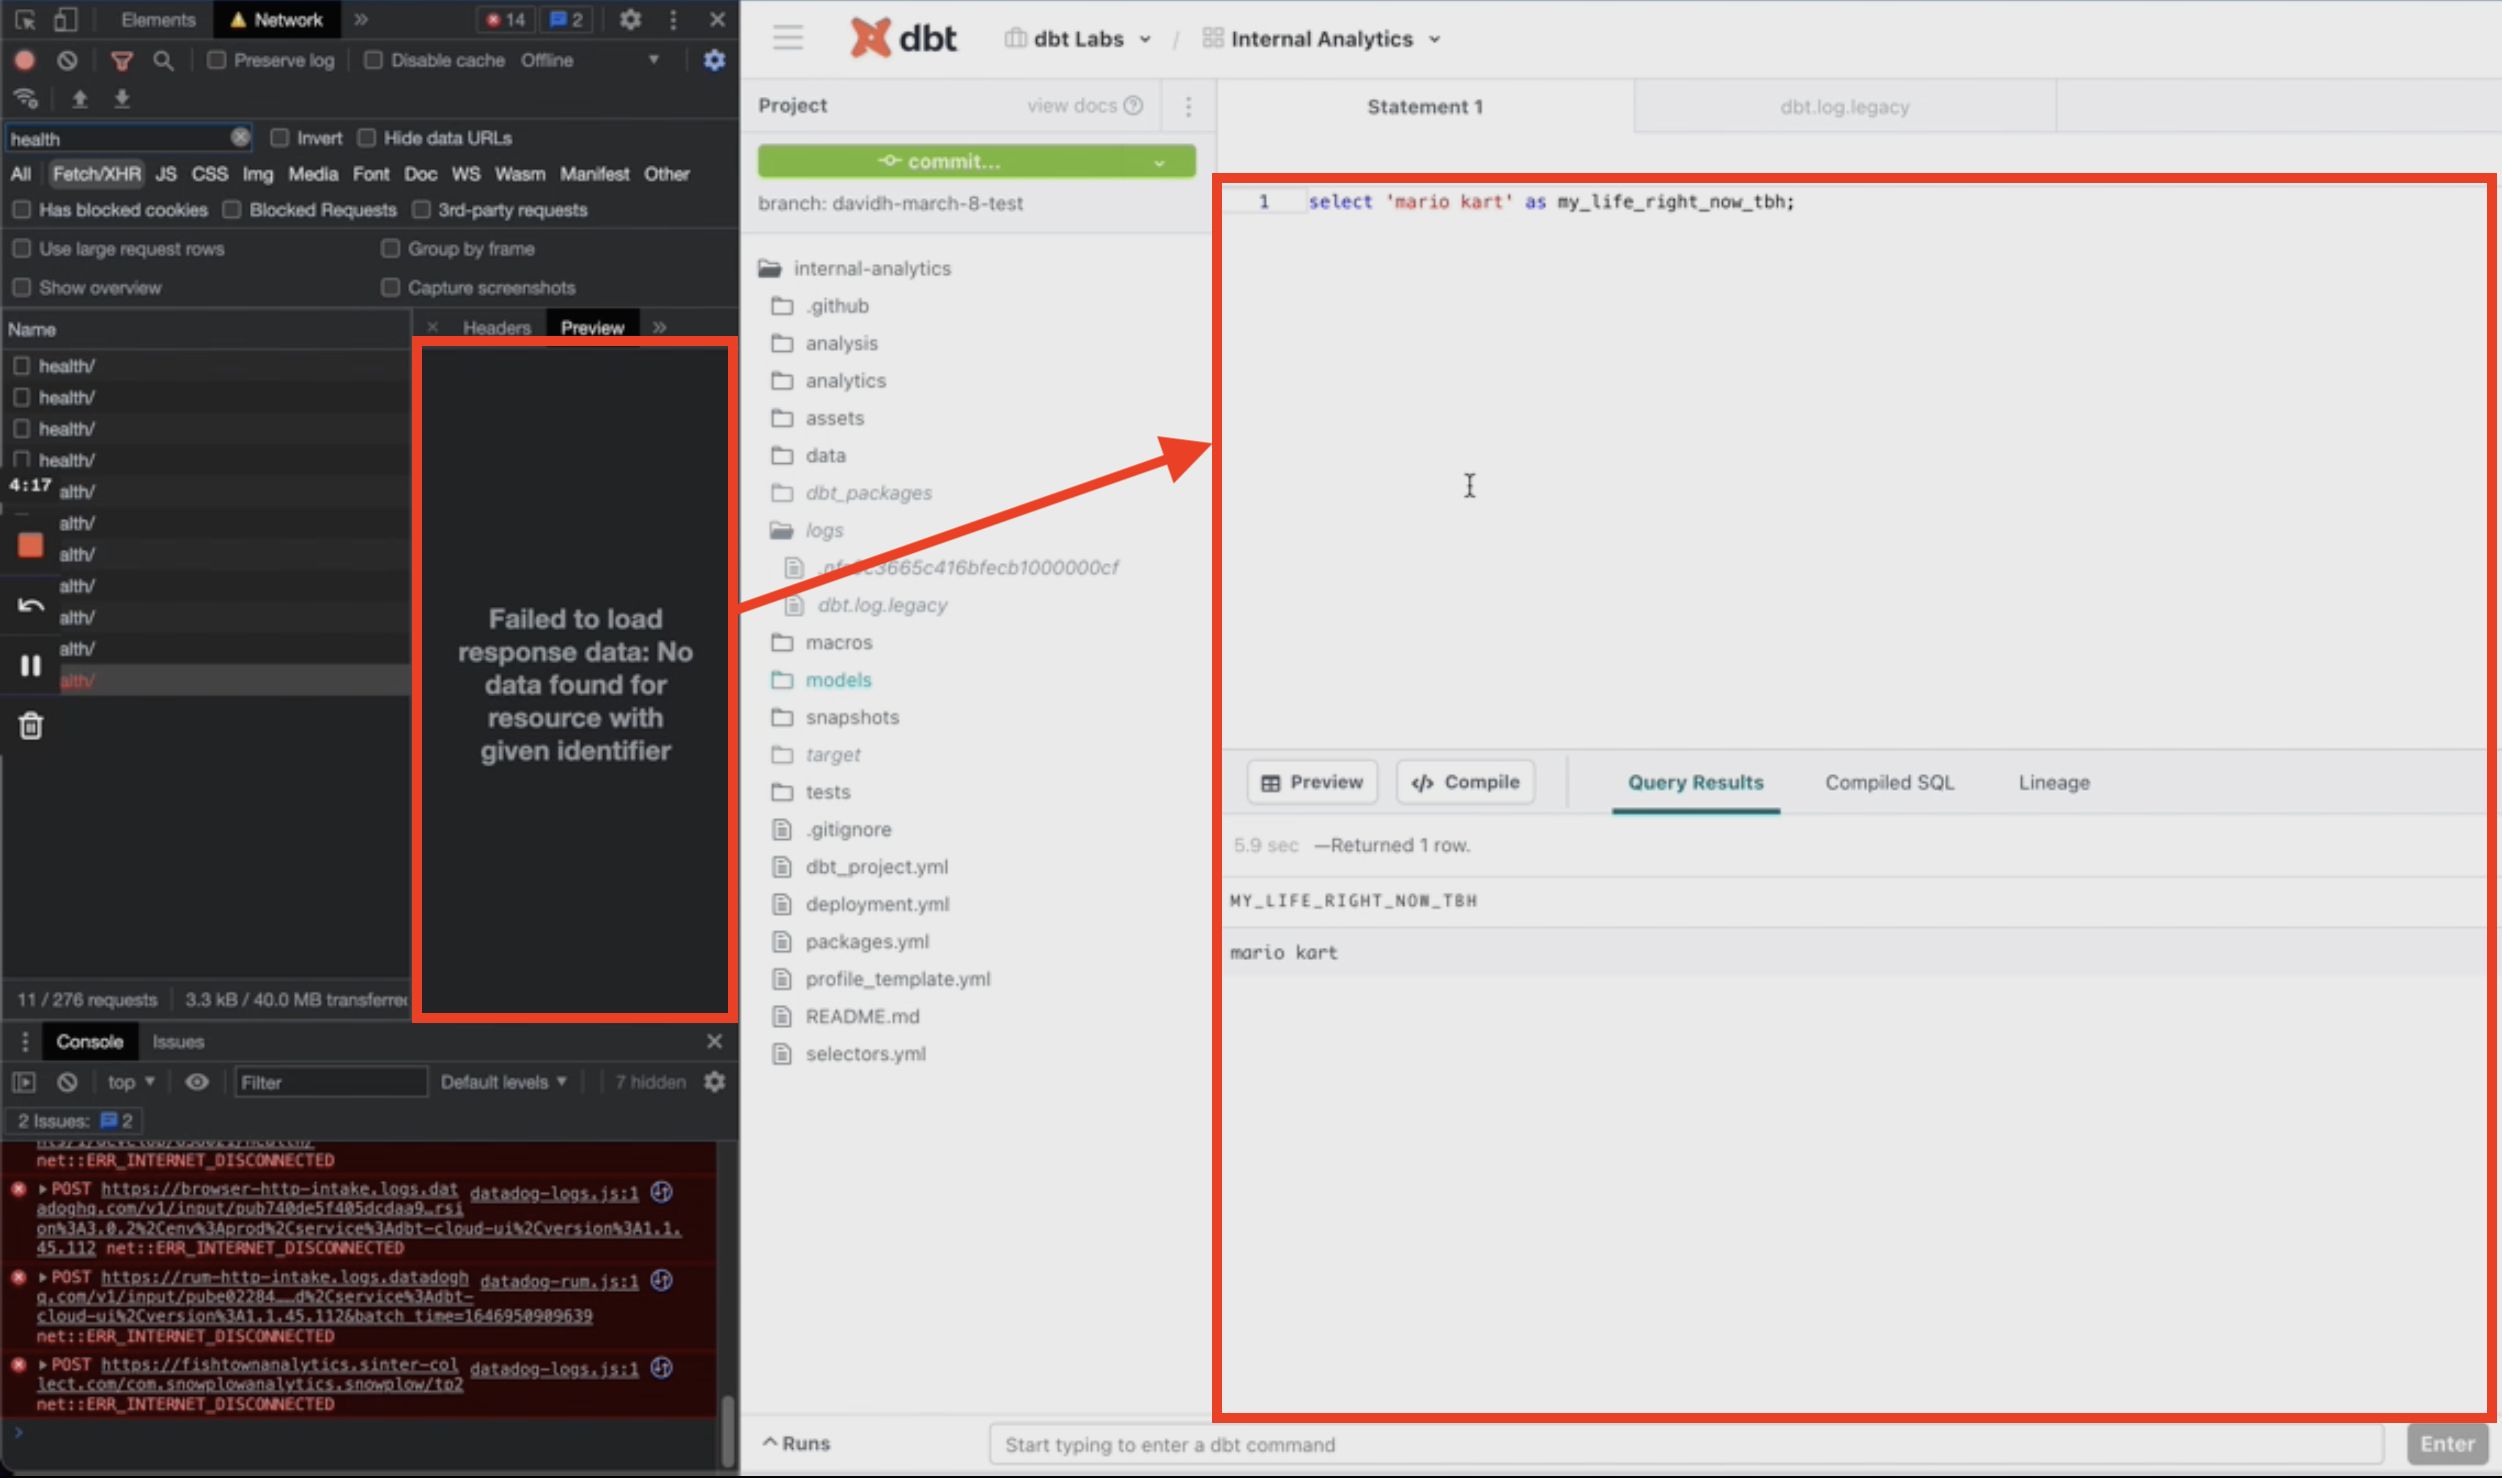 Elements
Network
14
2
Preserve log
Disable cache
Offline
health
Invert
Hide data URLs
All
Fetch/XHR
JS
CSS
Img
Media
Font
Doc
WS
Wasm
Manifest
Other
Has blocked cookies
Blocked Requests
3rd-party requests
Use large request rows
Group by frame
Show overview
Capture screenshots
Name
Headers
Preview
health/
health/
health/
health/
4:17
alth/
alth/
alth/
alth/
alth/
alth/
alth/
Failed to load
response data: No
data found for
resource with
given identifier
11 / 276 requests
3.3 kB / 40.0 MB transferred
Console
Issues
top
Filter
Default levels
7 hidden
2 Issues:
2
net::ERR_INTERNET_DISCONNECTED
POST https://browser-http-intake.logs.dat datadog-logs.js:1
adoghq.com/v1/input/pub740de5f405dcdaa9…rsi
on%3A3.0.2%2Cenv%3Aprod%2Cservice%3Adbt-cloud-ui%2Cversion%3A1.1.
45.112 net::ERR_INTERNET_DISCONNECTED
POST https://rum-http-intake.logs.datadogh datadog-rum.js:1
q.com/v1/input/pube02284……d%2Cservice%3Adbt-
cloud-ui%2Cversion%3A1.1.45.112&batch_time=1646950909639
net::ERR_INTERNET_DISCONNECTED
POST https://fishtownanalytics.sinter-col datadog-logs.js:1
lect.com/com.snowplowanalytics.snowplow/tp2
net::ERR_INTERNET_DISCONNECTED
dbt
dbt Labs
/
Internal Analytics
Project
view docs
commit...
branch: davidh-march-8-test
internal-analytics
.github
analysis
analytics
assets
data
dbt_packages
logs
dbt.log.legacy
macros
models
snapshots
target
tests
.gitignore
dbt_project.yml
deployment.yml
packages.yml
profile_template.yml
README.md
selectors.yml
Statement 1
dbt.log.legacy
1 select 'mario kart' as my_life_right_now_tbh;
Preview
Compile
Query Results
Compiled SQL
Lineage
5.9 sec —Returned 1 row.
MY_LIFE_RIGHT_NOW_TBH
mario kart
Runs
Start typing to enter a dbt command
Enter